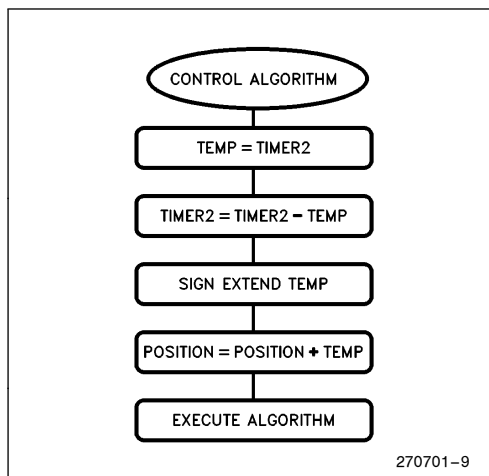 CONTROL ALGORITHM
TEMP = TIMER2
TIMER2 = TIMER2 − TEMP
SIGN EXTEND TEMP
POSITION = POSITION + TEMP
EXECUTE ALGORITHM
270701–9